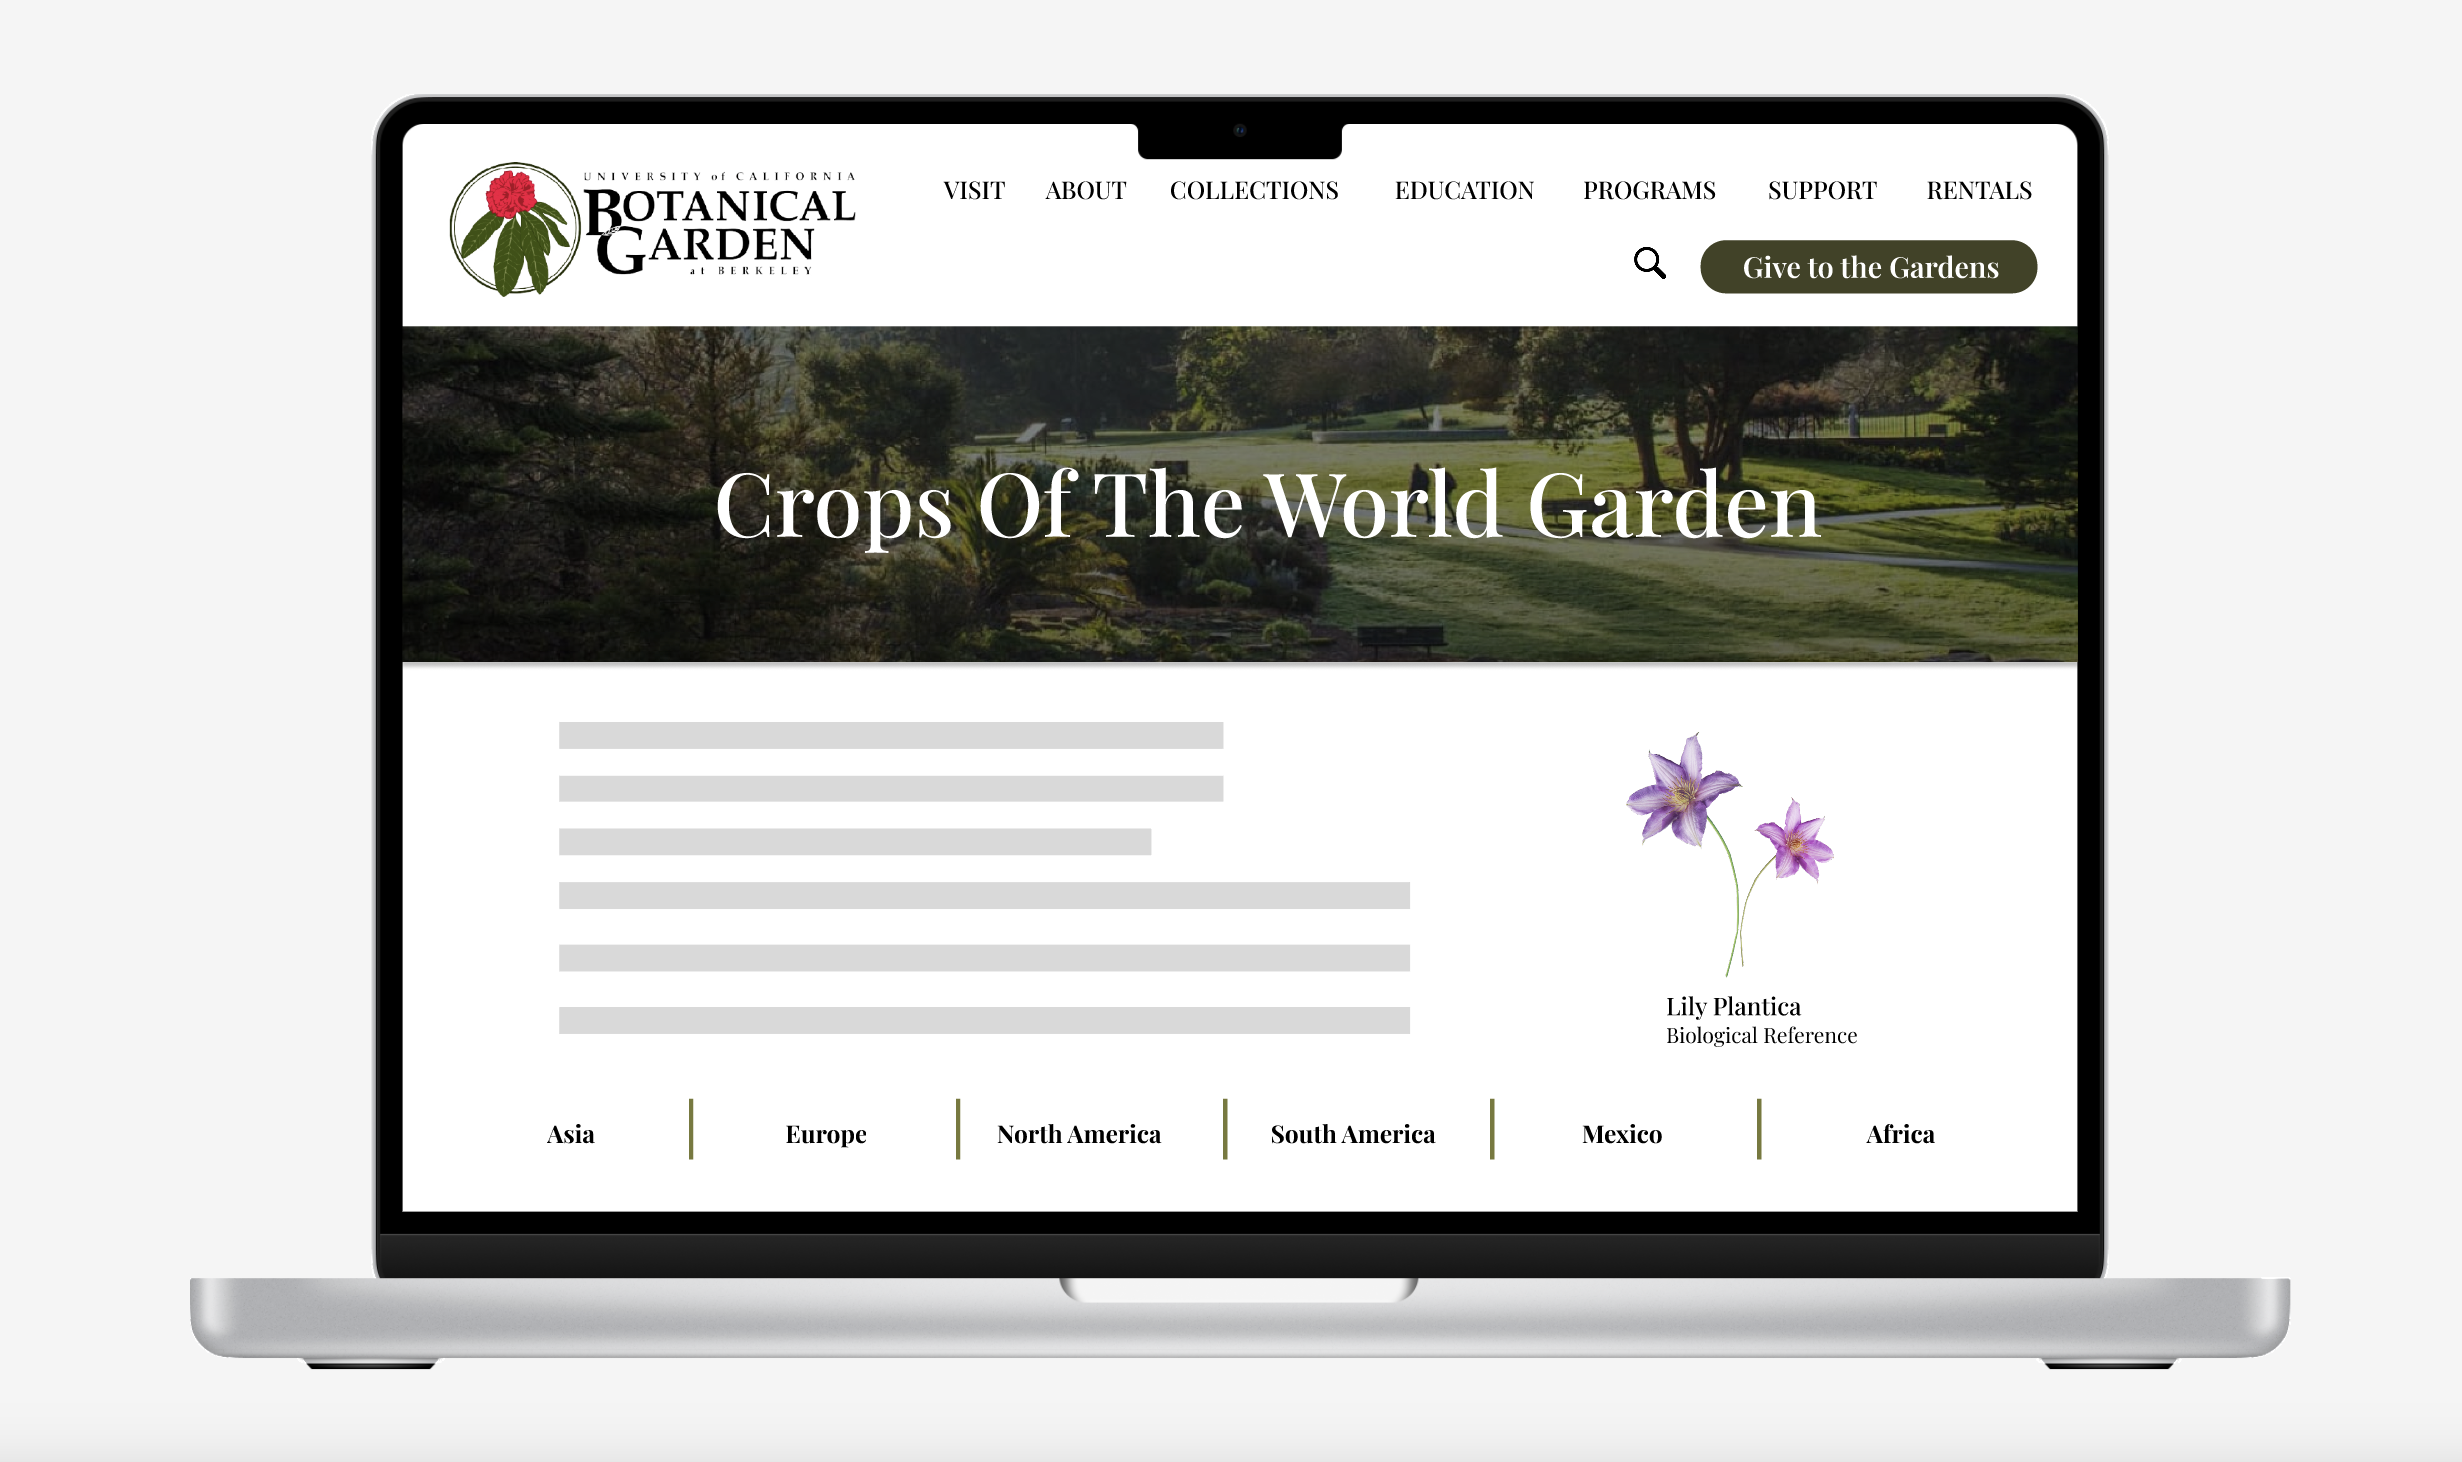 UNIVERSITY of CALIFORNIA
BOTANICAL
GARDEN
at BERKELEY
VISIT ABOUT COLLECTIONS EDUCATION PROGRAMS SUPPORT RENTALS
Give to the Gardens
Crops Of The World Garden
Lily Plantica
Biological Reference
Asia Europe North America South America Mexico Africa